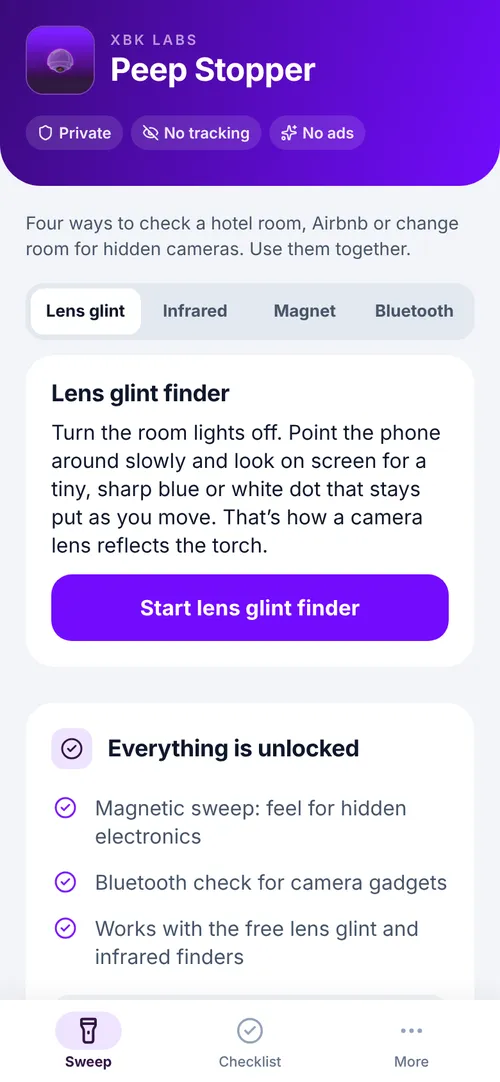 XBK LABS
Peep Stopper
Private
No tracking
No ads
Four ways to check a hotel room, Airbnb or change
room for hidden cameras. Use them together.
Lens glint
Infrared
Magnet
Bluetooth
Lens glint finder
Turn the room lights off. Point the phone
around slowly and look on screen for a
tiny, sharp blue or white dot that stays
put as you move. That’s how a camera
lens reflects the torch.
Start lens glint finder
Everything is unlocked
Magnetic sweep: feel for hidden
electronics
Bluetooth check for camera gadgets
Works with the free lens glint and
infrared finders
Sweep
Checklist
More